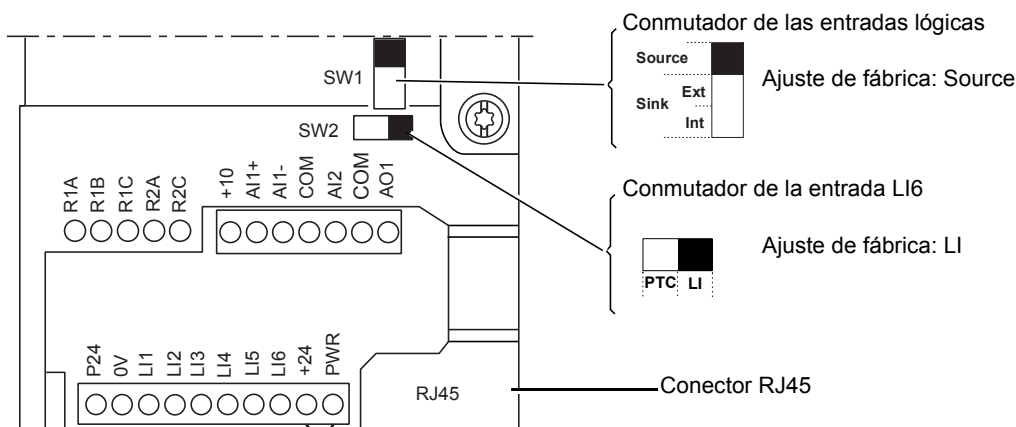 Conmutador de las entradas lógicas
SW1
Source
Sink
Ext
Int
Ajuste de fábrica: Source
SW2
Conmutador de la entrada LI6
Ajuste de fábrica: LI
PTC LI
R1A
R1B
R1C
R2A
R2C
+10
AI1+
AI1-
COM
AI2
COM
AO1
P24
0V
LI1
LI2
LI3
LI4
LI5
LI6
+24
PWR
RJ45
Conector RJ45